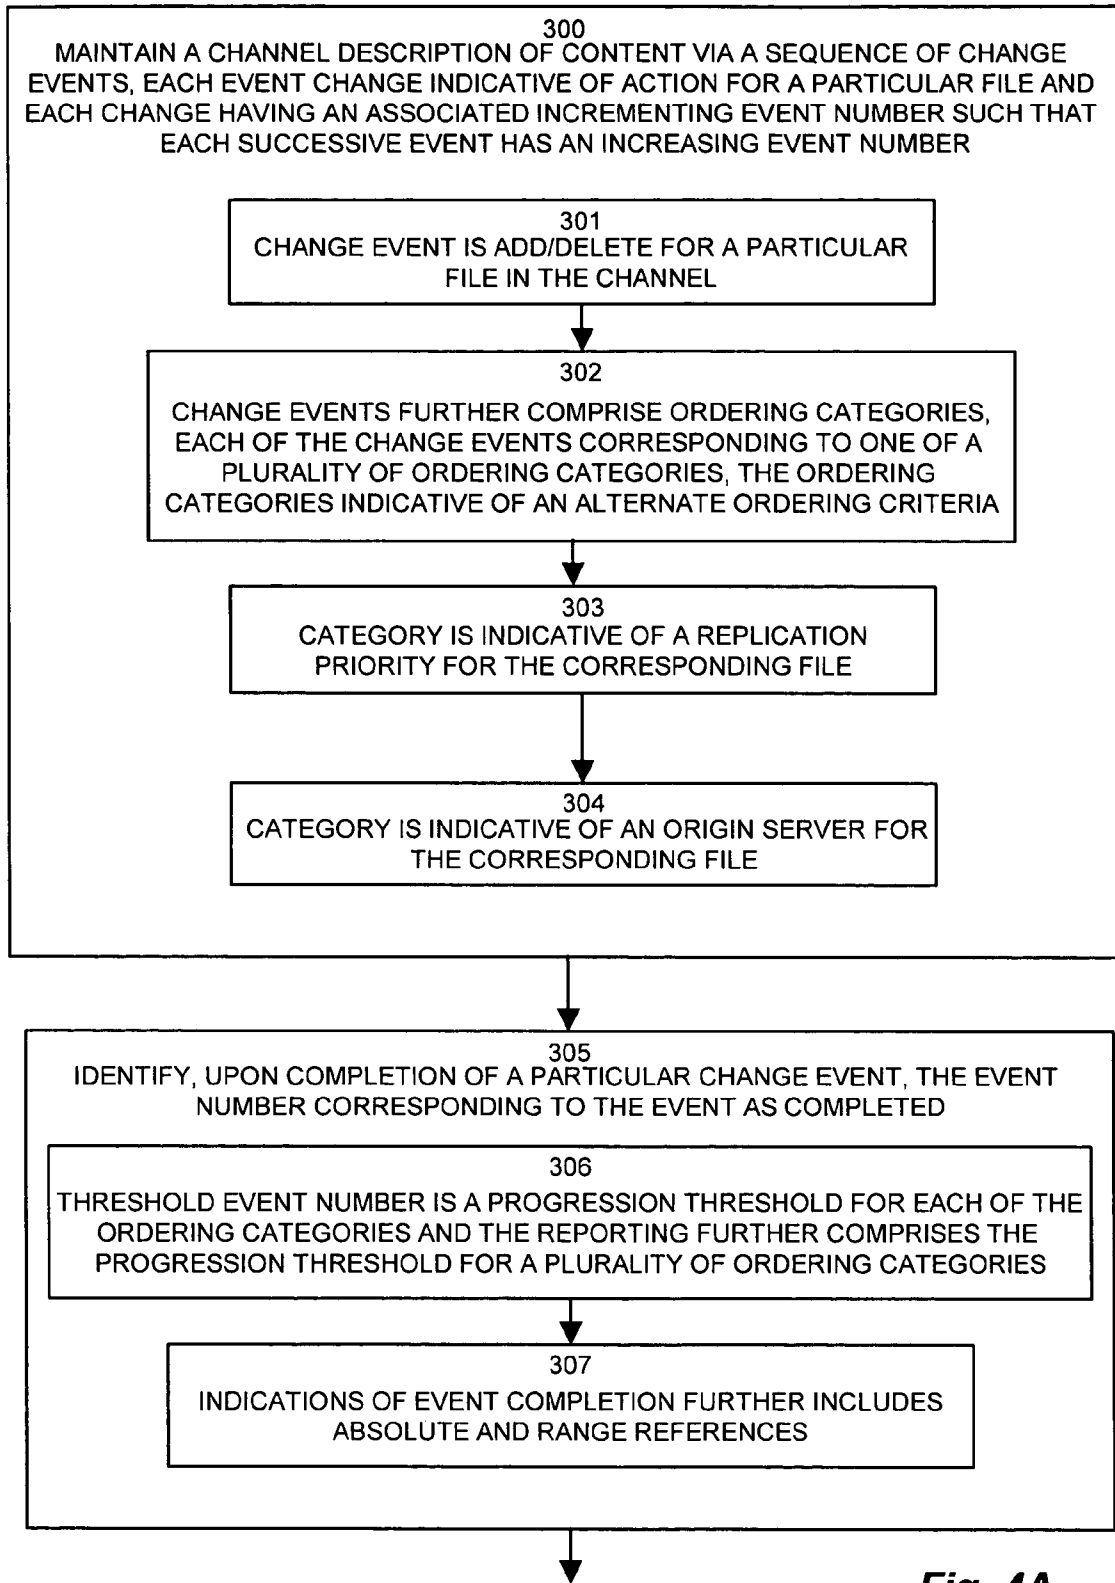 300
MAINTAIN A CHANNEL DESCRIPTION OF CONTENT VIA A SEQUENCE OF CHANGE
EVENTS, EACH EVENT CHANGE INDICATIVE OF ACTION FOR A PARTICULAR FILE AND
EACH CHANGE HAVING AN ASSOCIATED INCREMENTING EVENT NUMBER SUCH THAT
EACH SUCCESSIVE EVENT HAS AN INCREASING EVENT NUMBER
301
CHANGE EVENT IS ADD/DELETE FOR A PARTICULAR
FILE IN THE CHANNEL
302
CHANGE EVENTS FURTHER COMPRISE ORDERING CATEGORIES,
EACH OF THE CHANGE EVENTS CORRESPONDING TO ONE OF A
PLURALITY OF ORDERING CATEGORIES, THE ORDERING
CATEGORIES INDICATIVE OF AN ALTERNATE ORDERING CRITERIA
303
CATEGORY IS INDICATIVE OF A REPLICATION
PRIORITY FOR THE CORRESPONDING FILE
304
CATEGORY IS INDICATIVE OF AN ORIGIN SERVER FOR
THE CORRESPONDING FILE
305
IDENTIFY, UPON COMPLETION OF A PARTICULAR CHANGE EVENT, THE EVENT
NUMBER CORRESPONDING TO THE EVENT AS COMPLETED
306
THRESHOLD EVENT NUMBER IS A PROGRESSION THRESHOLD FOR EACH OF THE
ORDERING CATEGORIES AND THE REPORTING FURTHER COMPRISES THE
PROGRESSION THRESHOLD FOR A PLURALITY OF ORDERING CATEGORIES
307
INDICATIONS OF EVENT COMPLETION FURTHER INCLUDES
ABSOLUTE AND RANGE REFERENCES
Fig. 4A